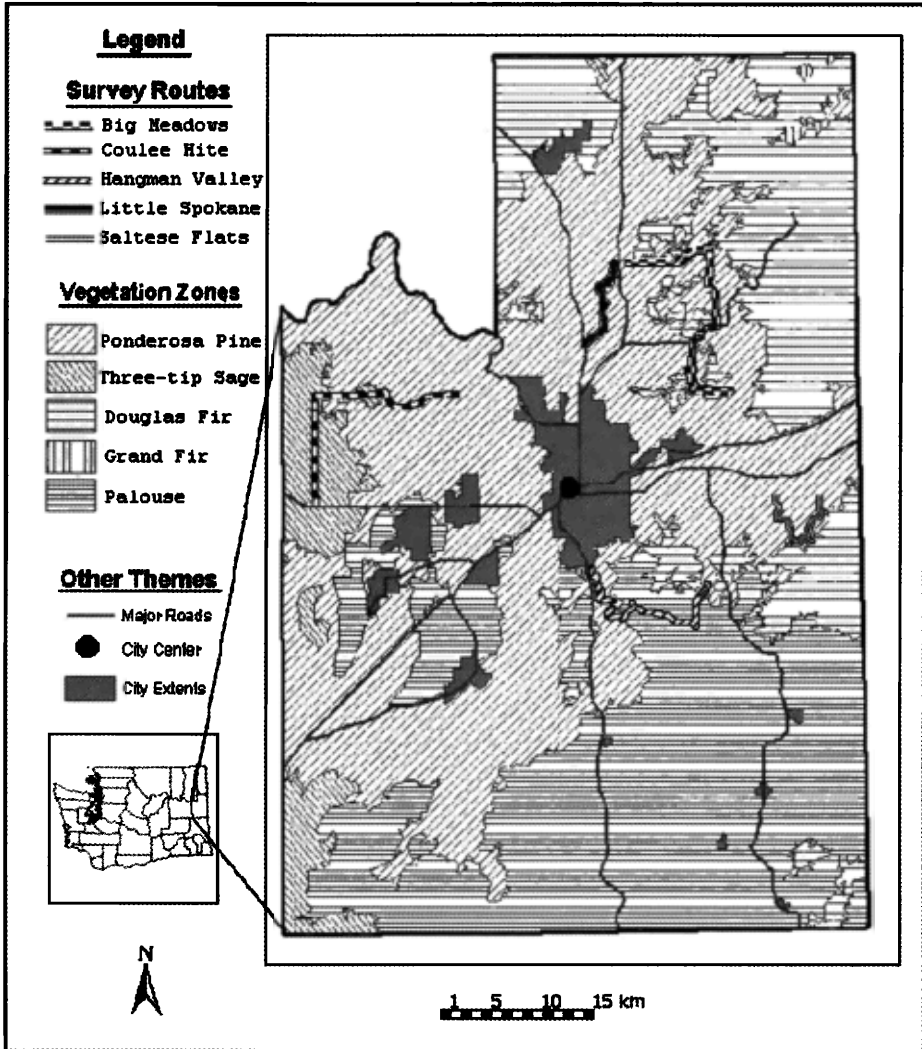 Legend
Survey Routes
Big Meadows
Coulee Hite
Hangman Valley
Little Spokane
Saltese Flats
Vegetation Zones
Ponderosa Pine
Three-tip Sage
Douglas Fir
Grand Fir
Palouse
Other Themes
Major Roads
City Center
City Extents
N
1 5 10 15 km